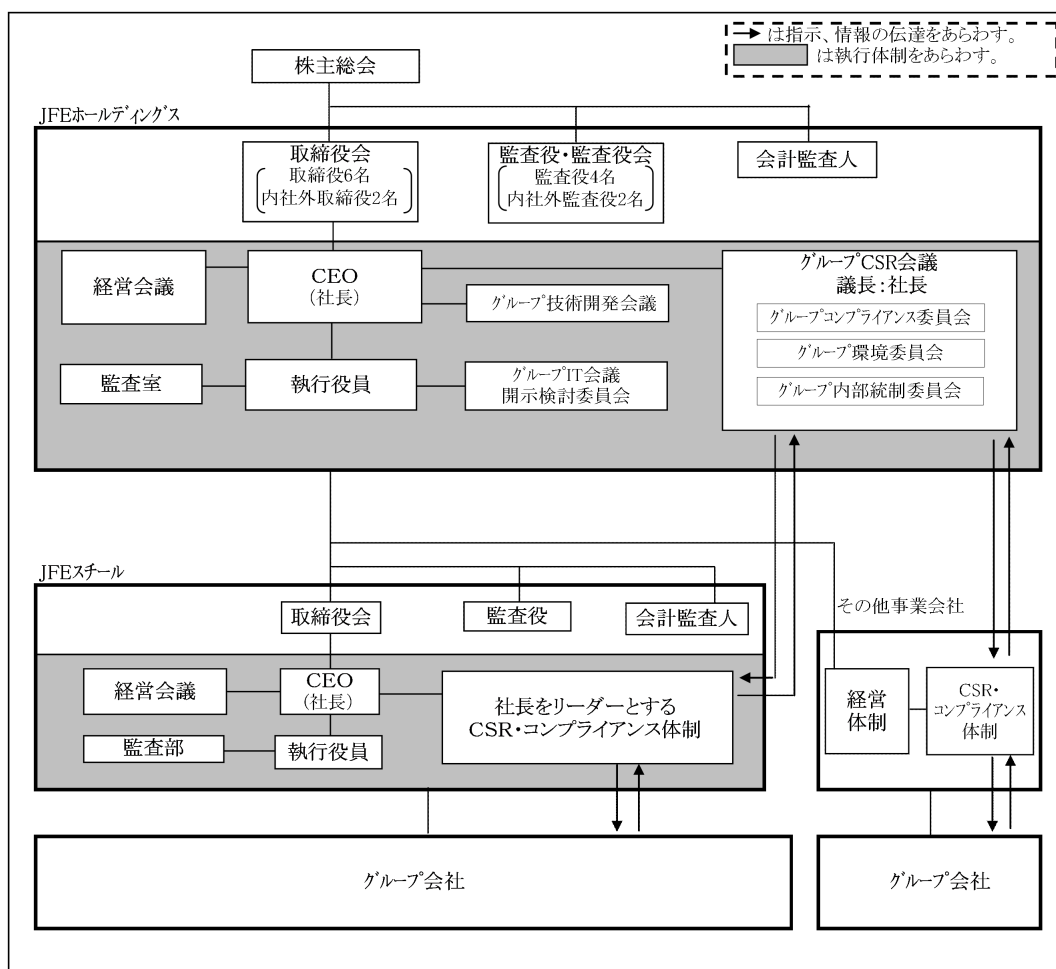 →は指示、情報の伝達をあらわす。
は執行体制をあらわす。
株主総会
JFEホールディングス
取締役会
取締役6名
内社外取締役2名
監査役・監査役会
監査役4名
内社外監査役2名
会計監査人
経営会議
CEO
(社長)
グループ技術開発会議
グループCSR会議
議長:社長
グループコンプライアンス委員会
グループ環境委員会
グループ内部統制委員会
監査室
執行役員
グループIT会議
開示検討委員会
JFEスチール
取締役会
監査役
会計監査人
経営会議
CEO
(社長)
監査部
執行役員
社長をリーダーとする
CSR・コンプライアンス体制
その他事業会社
経営
体制
CSR・
コンプライアンス
体制
グループ会社
グループ会社